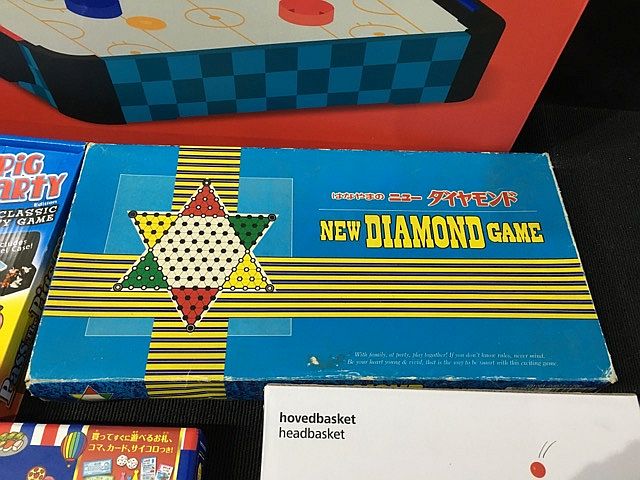 PiG
PARTY
Edition
CLASSIC
GAME
はなやまの ニュー ダイヤモンド
NEW DIAMOND GAME
With family, at party, play together! If you don't know rules, never mind.
Be your heart young & vivid, that is the way to be smart with this exciting game.
hovedbasket
headbasket
買ってすぐに遊べるお札、
コマ、カード、サイコロつき!